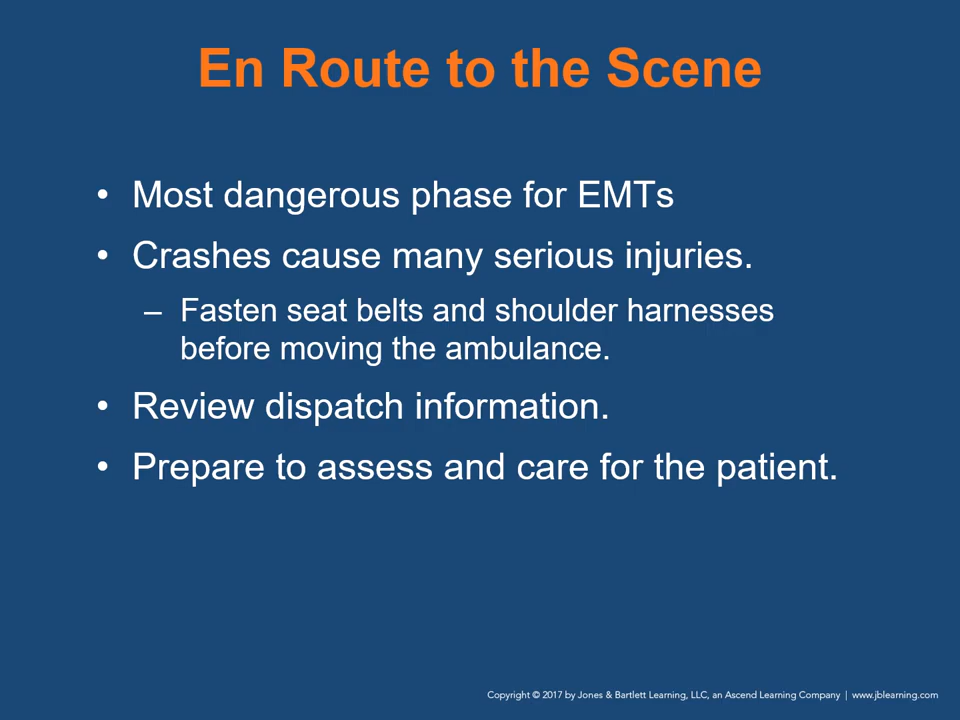 En Route to the Scene
• Most dangerous phase for EMTs
• Crashes cause many serious injuries.
– Fasten seat belts and shoulder harnesses
before moving the ambulance.
• Review dispatch information.
• Prepare to assess and care for the patient.
Copyright © 2017 by Jones & Bartlett Learning, LLC, an Ascend Learning Company | www.jblearning.com